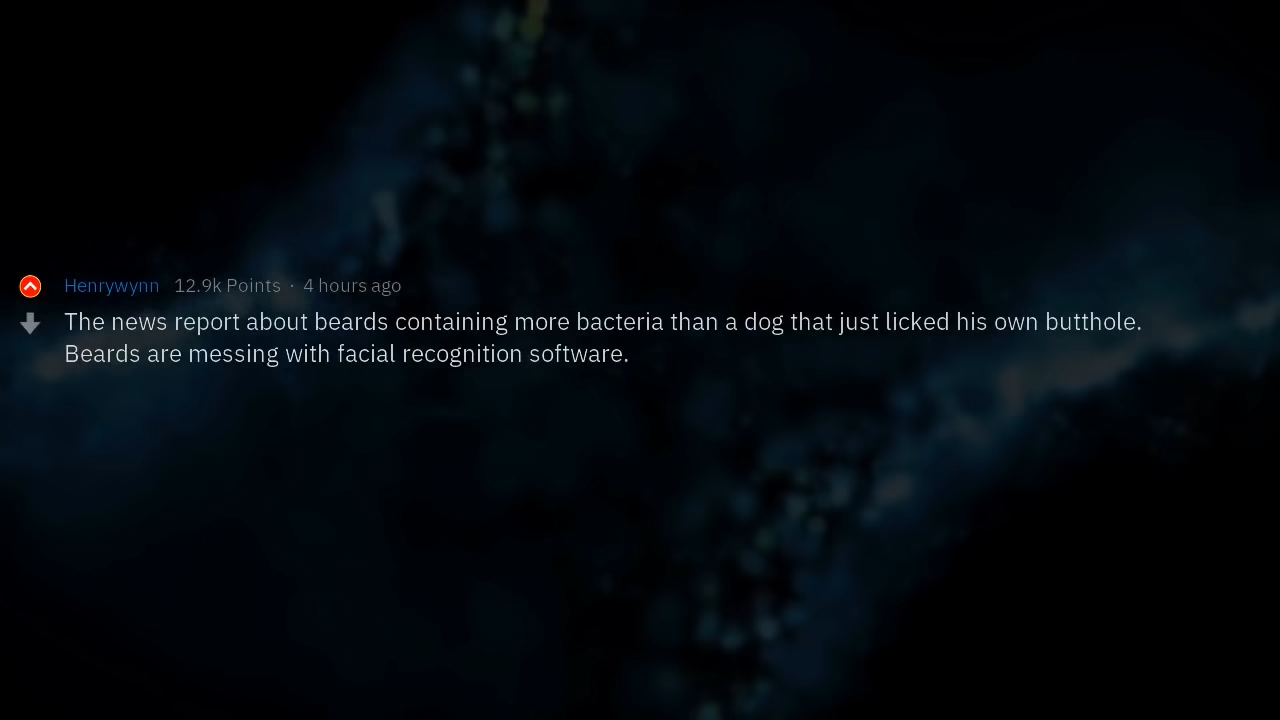 Henrywynn 12.9k Points · 4 hours ago
The news report about beards containing more bacteria than a dog that just licked his own butthole.
Beards are messing with facial recognition software.